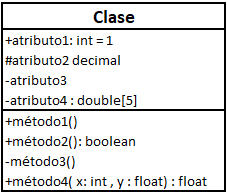 Clase
+atributo1: int = 1
#atributo2 decimal
-atributo3
-atributo4 : double[5]
+método1()
+método2(): boolean
-método3()
+método4( x: int , y : float) : float